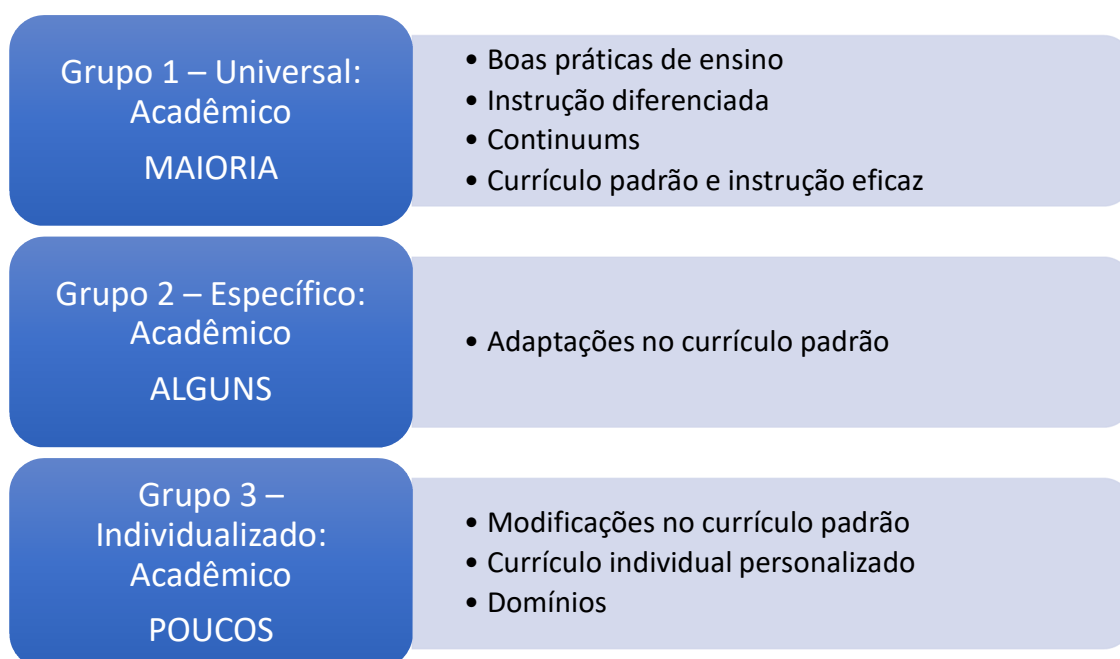 Grupo 1 – Universal:
Acadêmico
MAIORIA
• Boas práticas de ensino
• Instrução diferenciada
• Continuums
• Currículo padrão e instrução eficaz
Grupo 2 – Específico:
Acadêmico
ALGUNS
• Adaptações no currículo padrão
Grupo 3 –
Individualizado:
Acadêmico
POUCOS
• Modificações no currículo padrão
• Currículo individual personalizado
• Domínios